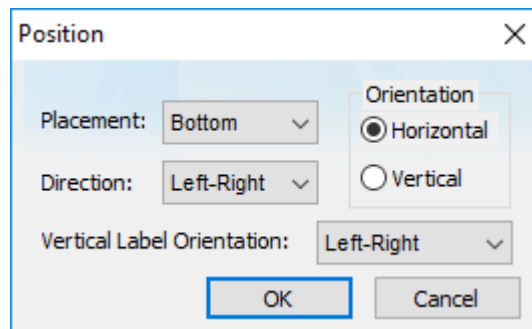 Position
Orientation
Placement: Bottom
Horizontal
Direction: Left-Right
Vertical
Vertical Label Orientation: Left-Right
OK Cancel